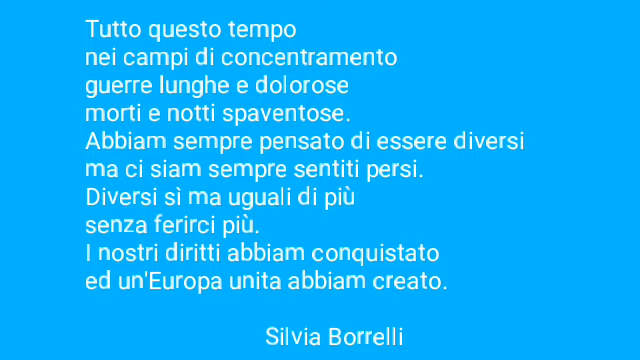 Tutto questo tempo
nei campi di concentramento
guerre lunghe e dolorose
morti e notti spaventose.
Abbiam sempre pensato di essere diversi
ma ci siam sempre sentiti persi.
Diversi sì ma uguali di più
senza ferirci più.
I nostri diritti abbiam conquistato
ed un'Europa unita abbiam creato.
Silvia Borrelli